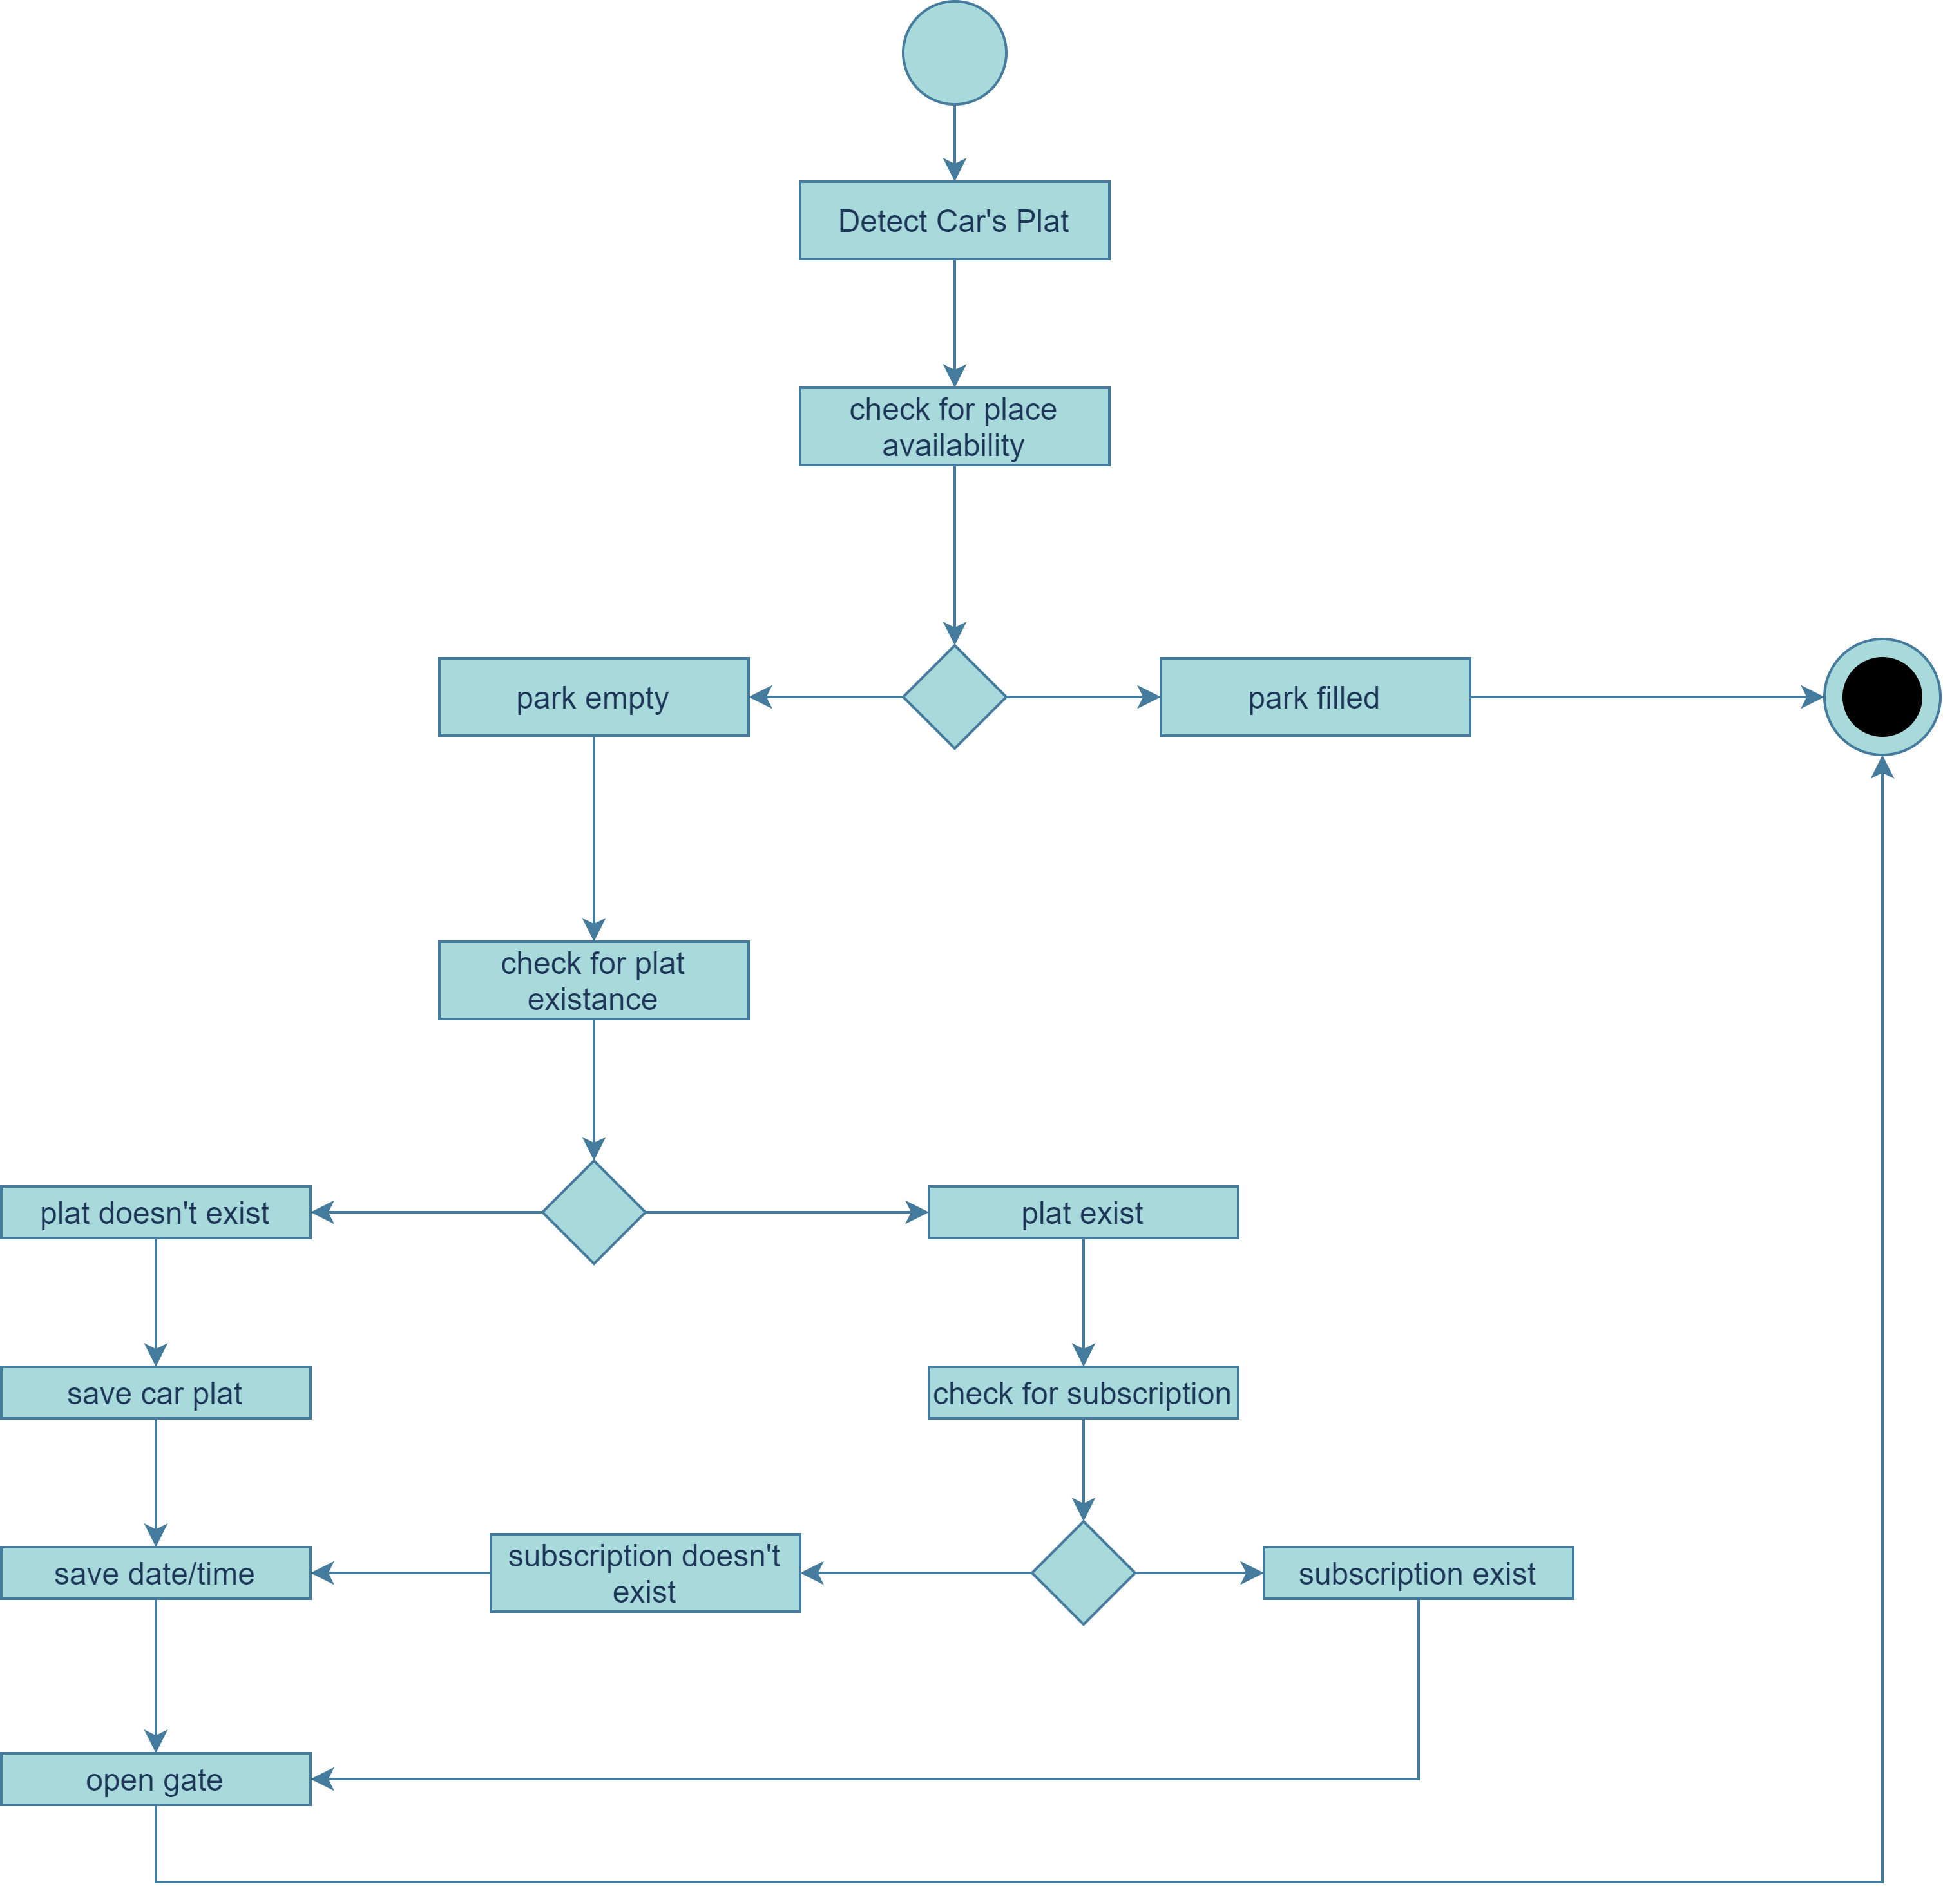 Detect Car's Plat
check for place
availability
park empty
park filled
check for plat
existance
plat doesn't exist
plat exist
save car plat
check for subscription
save date/time
subscription doesn't
exist
subscription exist
open gate